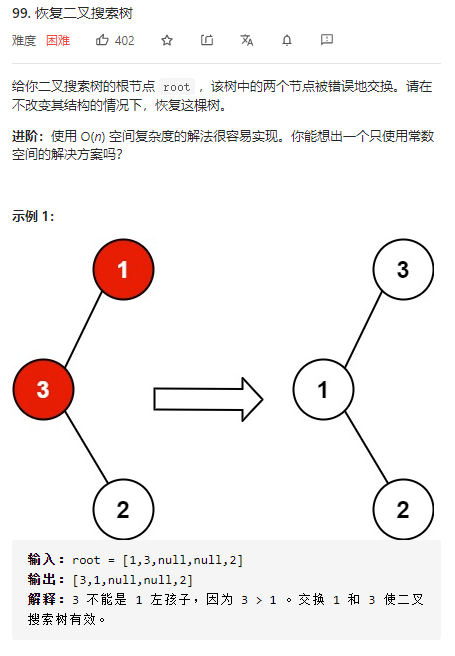 99. 恢复二叉搜索树
难度 困难 402
给你二叉搜索树的根节点 root ，该树中的两个节点被错误地交换。请在
不改变其结构的情况下，恢复这棵树。
进阶：使用 O(n) 空间复杂度的解法很容易实现。你能想出一个只使用常数
空间的解决方案吗？
示例 1：
1 3
3 1
2 2
输入：root = [1,3,null,null,2]
输出：[3,1,null,null,2]
解释：3 不能是 1 左孩子，因为 3 > 1 。交换 1 和 3 使二叉
搜索树有效。